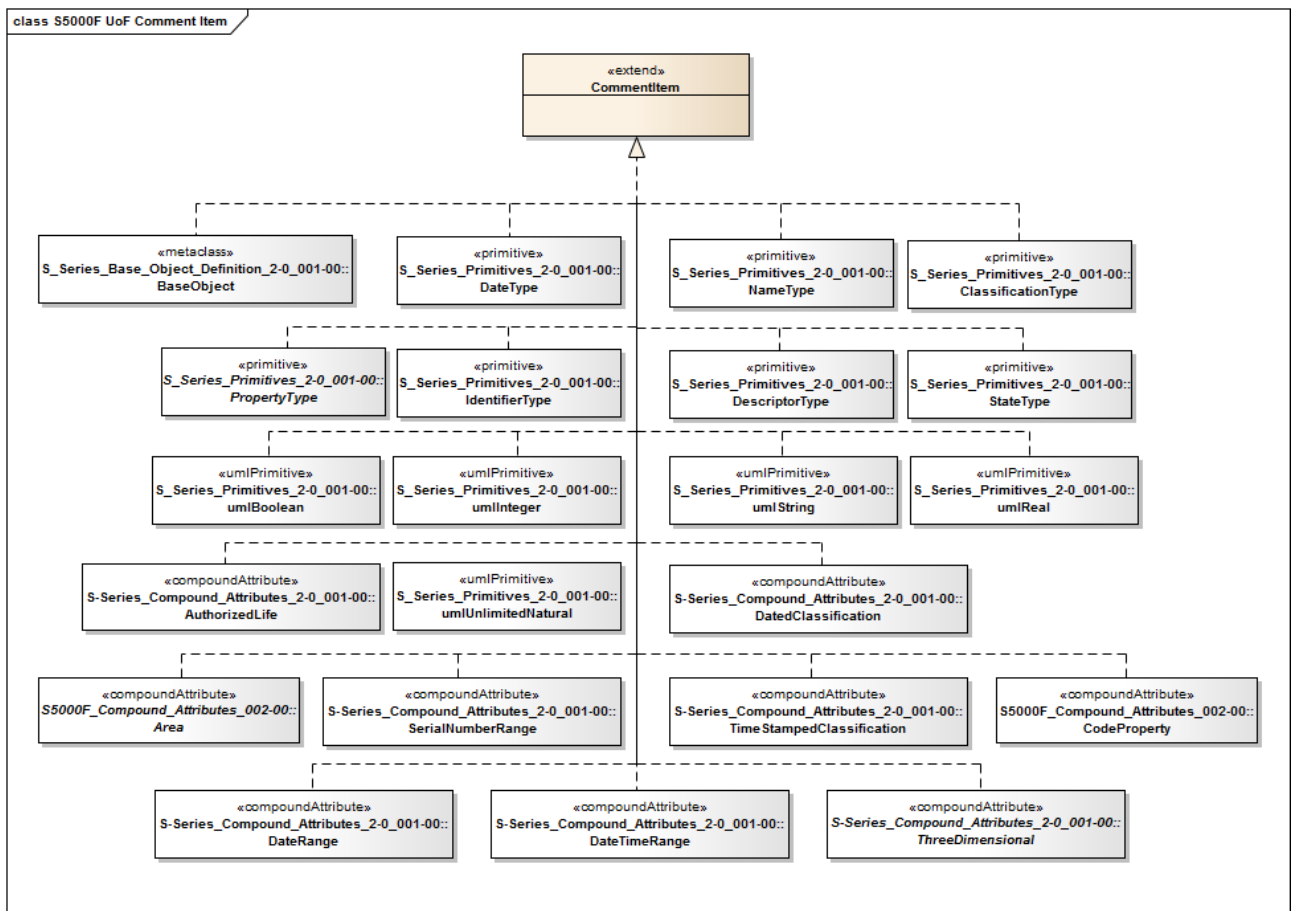 class S5000F UoF Comment Item
«extend»
CommentItem
«metaclass»
S_Series_Base_Object_Definition_2-0_001-00::
BaseObject
«primitive»
S_Series_Primitives_2-0_001-00::
DateType
«primitive»
S_Series_Primitives_2-0_001-00::
NameType
«primitive»
S_Series_Primitives_2-0_001-00::
ClassificationType
«primitive»
S_Series_Primitives_2-0_001-00::
PropertyType
«primitive»
S_Series_Primitives_2-0_001-00::
IdentifierType
«primitive»
S_Series_Primitives_2-0_001-00::
DescriptorType
«primitive»
S_Series_Primitives_2-0_001-00::
StateType
«umlPrimitive»
S_Series_Primitives_2-0_001-00::
umlBoolean
«umlPrimitive»
S_Series_Primitives_2-0_001-00::
umlInteger
«umlPrimitive»
S_Series_Primitives_2-0_001-00::
umlString
«umlPrimitive»
S_Series_Primitives_2-0_001-00::
umlReal
«compoundAttribute»
S-Series_Compound_Attributes_2-0_001-00::
AuthorizedLife
«umlPrimitive»
S_Series_Primitives_2-0_001-00::
umlUnlimitedNatural
«compoundAttribute»
S-Series_Compound_Attributes_2-0_001-00::
DatedClassification
«compoundAttribute»
S5000F_Compound_Attributes_002-00::
Area
«compoundAttribute»
S-Series_Compound_Attributes_2-0_001-00::
SerialNumberRange
«compoundAttribute»
S-Series_Compound_Attributes_2-0_001-00::
TimeStampedClassification
«compoundAttribute»
S5000F_Compound_Attributes_002-00::
CodeProperty
«compoundAttribute»
S-Series_Compound_Attributes_2-0_001-00::
DateRange
«compoundAttribute»
S-Series_Compound_Attributes_2-0_001-00::
DateTimeRange
«compoundAttribute»
S-Series_Compound_Attributes_2-0_001-00::
ThreeDimensional